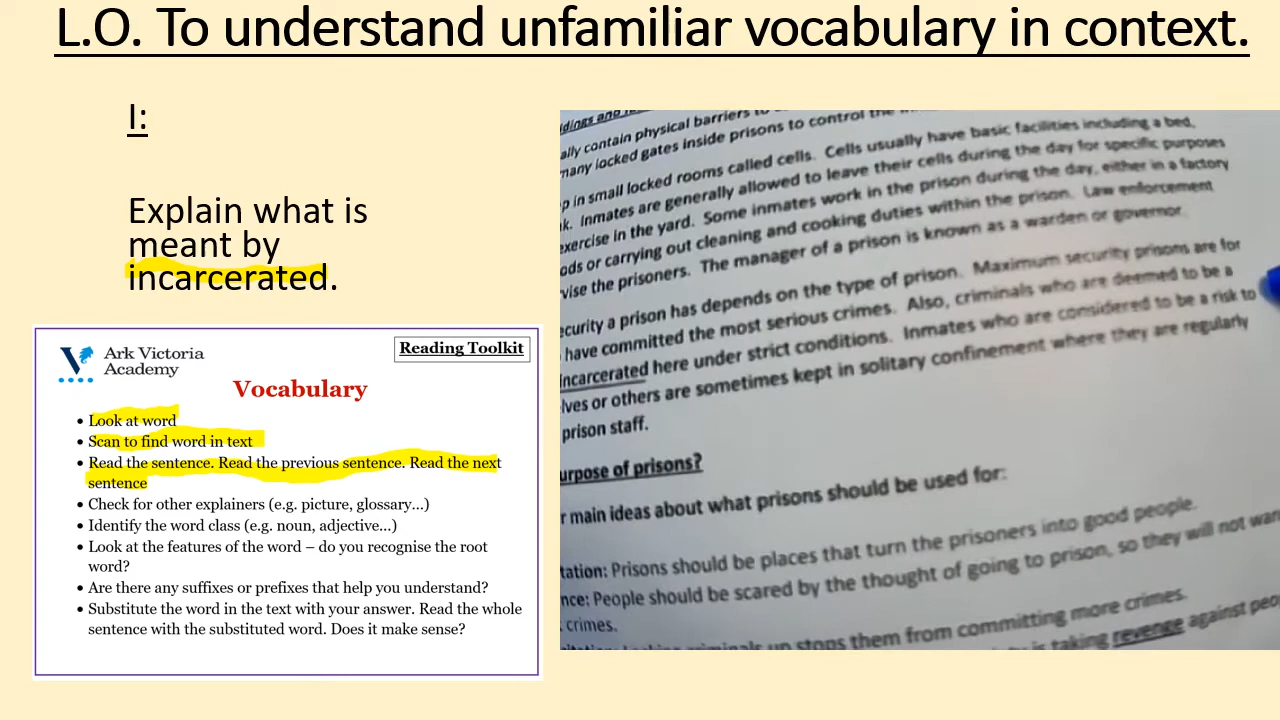 L.O. To understand unfamiliar vocabulary in context.
I:
Explain what is
meant by
incarcerated.
Ark Victoria
Academy
Reading Toolkit
Vocabulary
• Look at word
• Scan to find word in text
• Read the sentence. Read the previous sentence. Read the next
sentence
• Check for other explainers (e.g. picture, glossary...)
• Identify the word class (e.g. noun, adjective...)
• Look at the features of the word – do you recognise the root
word?
• Are there any suffixes or prefixes that help you understand?
• Substitute the word in the text with your answer. Read the whole
sentence with the substituted word. Does it make sense?
contain physical barriers
many locked gates inside prisons to control the
in small locked rooms called cells. Cells usually have basic facilities including a bed,
Inmates are generally allowed to leave their cells during the day for specific purposes
exercise in the yard. Some inmates work in the prison during the day, either in a factory
or carrying out cleaning and cooking duties within the prison. Law enforcement
the prisoners. The manager of a prison is known as a warden or governor.
a prison has depends on the type of prison. Maximum security prisons are for
have committed the most serious crimes. Also, criminals who are deemed to be a
incarcerated here under strict conditions. Inmates who are considered to be a risk to
or others are sometimes kept in solitary confinement where they are regularly
prison staff.
of prisons?
main ideas about what prisons should be used for:
Prisons should be places that turn the prisoners into good people.
People should be scared by the thought of going to prison, so they will not
crimes.
criminals up stops them from committing more crimes.
is taking revenge against